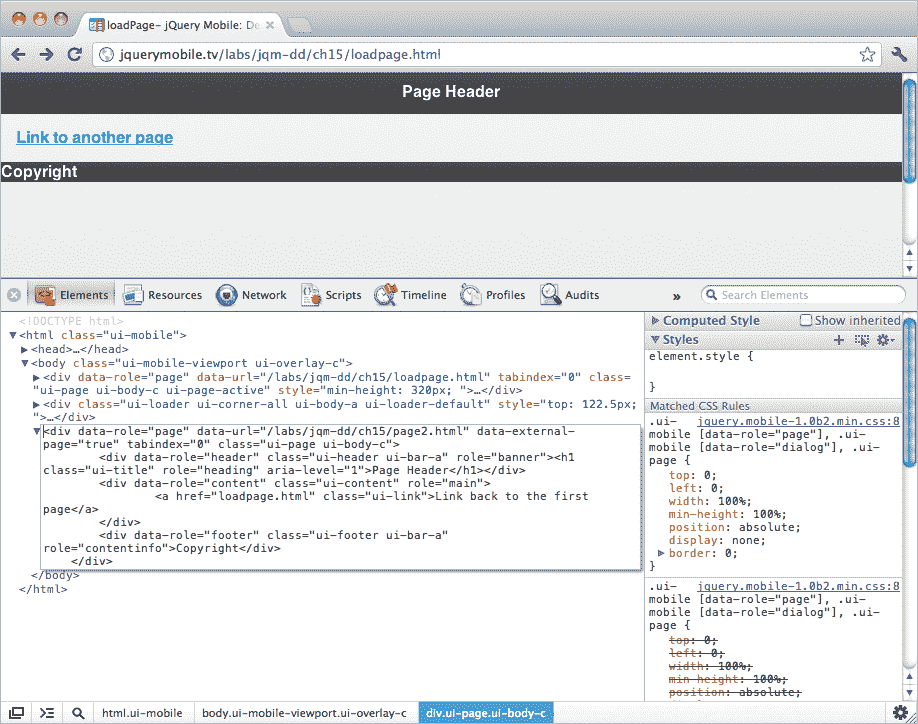 loadPage- jQuery Mobile: De
jquerymobile.tv/labs/jqm-dd/ch15/loadpage.html
Page Header
Link to another page
Copyright
Elements Resources Network Scripts Timeline Profiles Audits » Search Elements
<!DOCTYPE html>
▼<html class="ui-mobile">
▶<head>…</head>
▼<body class="ui-mobile-viewport ui-overlay-c">
▶<div data-role="page" data-url="/labs/jqm-dd/ch15/loadpage.html" tabindex="0" class=
"ui-page ui-body-c ui-page-active" style="min-height: 320px; ">…</div>
▶<div class="ui-loader ui-corner-all ui-body-a ui-loader-default" style="top: 122.5px;
">…</div>
▼<div data-role="page" data-url="/labs/jqm-dd/ch15/page2.html" data-external-
page="true" tabindex="0" class="ui-page ui-body-c">
<div data-role="header" class="ui-header ui-bar-a" role="banner"><h1
class="ui-title" role="heading" aria-level="1">Page Header</h1></div>
<div data-role="content" class="ui-content" role="main">
<a href="loadpage.html" class="ui-link">Link back to the first
page</a>
</div>
<div data-role="footer" class="ui-footer ui-bar-a"
role="contentinfo">Copyright</div>
</div>
</body>
</html>
▶ Computed Style Show inherited
▼ Styles
element.style {
}
Matched CSS Rules
.ui- jquery.mobile-1.0b2.min.css:8
mobile [data-role="page"], .ui-
mobile [data-role="dialog"], .ui-
page {
top: 0;
left: 0;
width: 100%;
min-height: 100%;
position: absolute;
display: none;
▶ border: 0;
}
.ui- jquery.mobile-1.0b2.min.css:8
mobile [data-role="page"], .ui-
mobile [data-role="dialog"], .ui-
page {
top: 0;
left: 0;
width: 100%;
min-height: 100%;
position: absolute;
html.ui-mobile body.ui-mobile-viewport.ui-overlay-c div.ui-page.ui-body-c